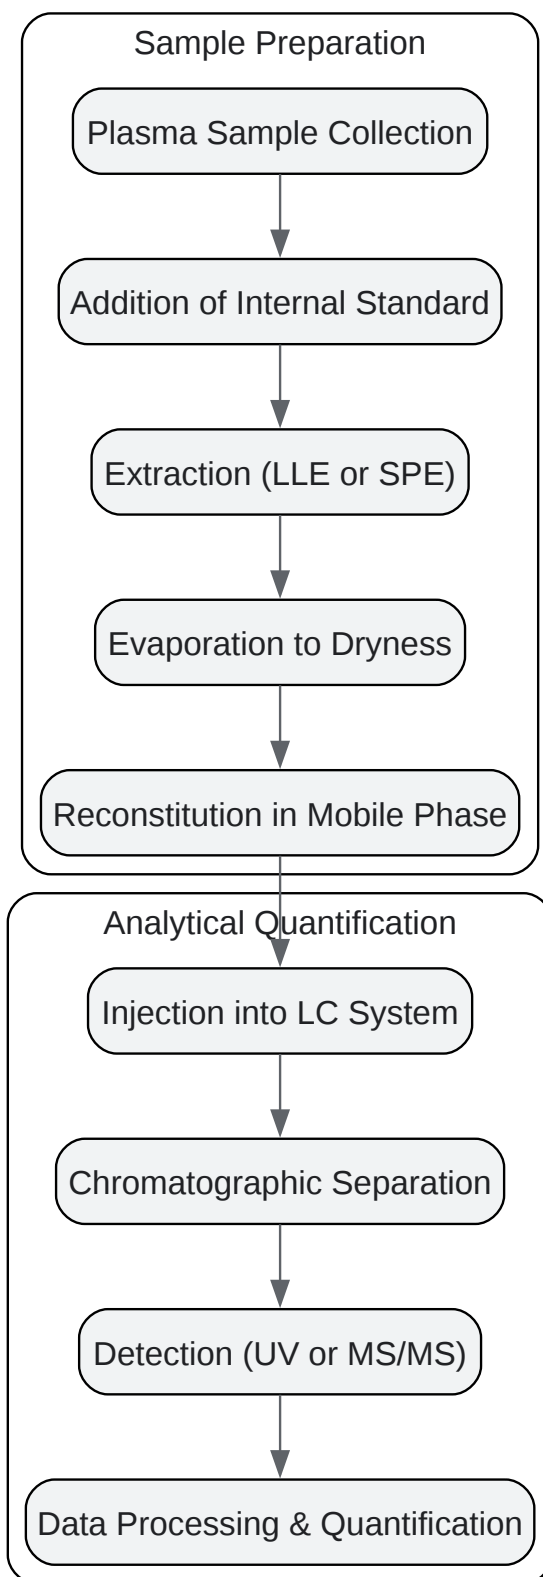 Sample Preparation
Plasma Sample Collection
Addition of Internal Standard
Extraction (LLE or SPE)
Evaporation to Dryness
Reconstitution in Mobile Phase
Analytical Quantification
Injection into LC System
Chromatographic Separation
Detection (UV or MS/MS)
Data Processing & Quantification